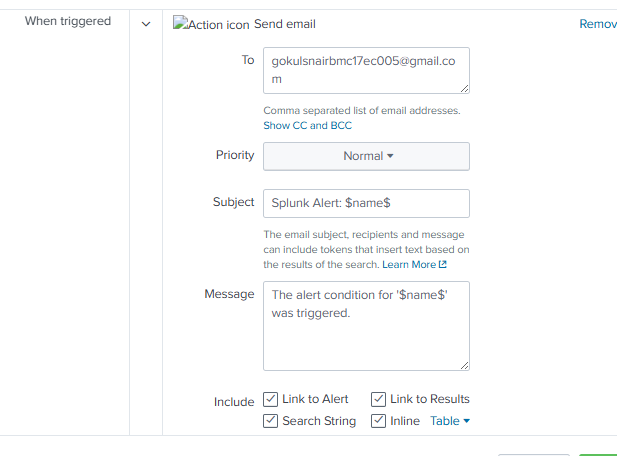 When triggered
Action icon Send email
Remov
To
gokulsnairbmc17ec005@gmail.co
m
Comma separated list of email addresses.
Show CC and BCC
Priority
Normal
Subject
Splunk Alert: $name$
The email subject, recipients and message
can include tokens that insert text based on
the results of the search. Learn More
Message
The alert condition for '$name$'
was triggered.
Include
Link to Alert
Link to Results
Search String
Inline Table